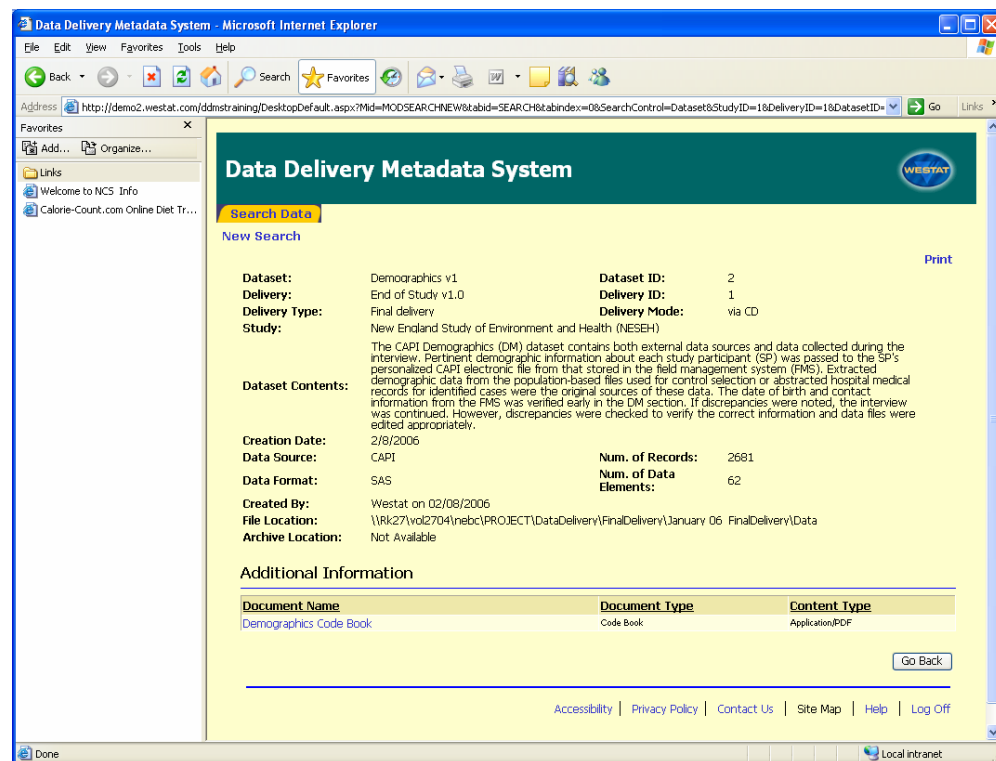 Data Delivery Metadata System - Microsoft Internet Explorer
File Edit View Favorites Tools Help
Back Search Favorites
Address http://demo2.westat.com/ddmstraining/DesktopDefault.aspx?Mid=MODSEARCHNEW&tabid=SEARCH&tabindex=0&SearchControl=Dataset&StudyID=1&DeliveryID=1&DatasetID= Go Links »
Favorites
Add... Organize...
Links
Welcome to NCS Info
Calorie-Count.com Online Diet Tr...
Data Delivery Metadata System
WESTAT
Search Data
New Search
Print
Dataset: Demographics v1 Dataset ID: 2
Delivery: End of Study v1.0 Delivery ID: 1
Delivery Type: Final delivery Delivery Mode: via CD
Study: New England Study of Environment and Health (NESEH)
Dataset Contents: The CAPI Demographics (DM) dataset contains both external data sources and data collected during the
interview. Pertinent demographic information about each study participant (SP) was passed to the SP's
personalized CAPI electronic file from that stored in the field management system (FMS). Extracted
demographic data from the population-based files used for control selection or abstracted hospital medical
records for identified cases were the original sources of these data. The date of birth and contact
information from the FMS was verified early in the DM section. If discrepancies were noted, the interview
was continued. However, discrepancies were checked to verify the correct information and data files were
edited appropriately.
Creation Date: 2/8/2006
Data Source: CAPI Num. of Records: 2681
Data Format: SAS Num. of Data Elements: 62
Created By: Westat on 02/08/2006
File Location: \\Rk27\vol2704\nebc\PROJECT\DataDelivery\FinalDelivery\January 06 FinalDelivery\Data
Archive Location: Not Available
Additional Information
Document Name Document Type Content Type
Demographics Code Book Code Book Application/PDF
Go Back
Accessibility | Privacy Policy | Contact Us | Site Map | Help | Log Off
Done Local intranet